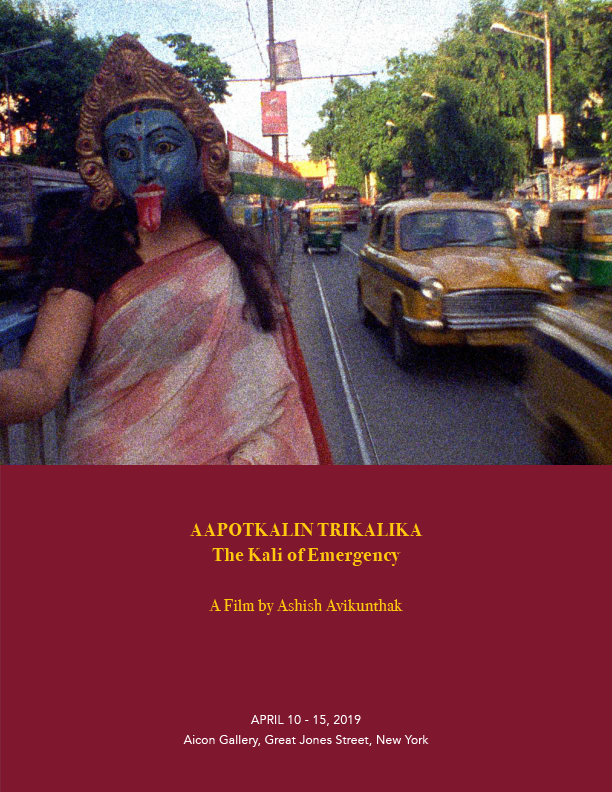 AAPOTKALIN TRIKALIKA
The Kali of Emergency
A Film by Ashish Avikunthak
APRIL 10 - 15, 2019
Aicon Gallery, Great Jones Street, New York